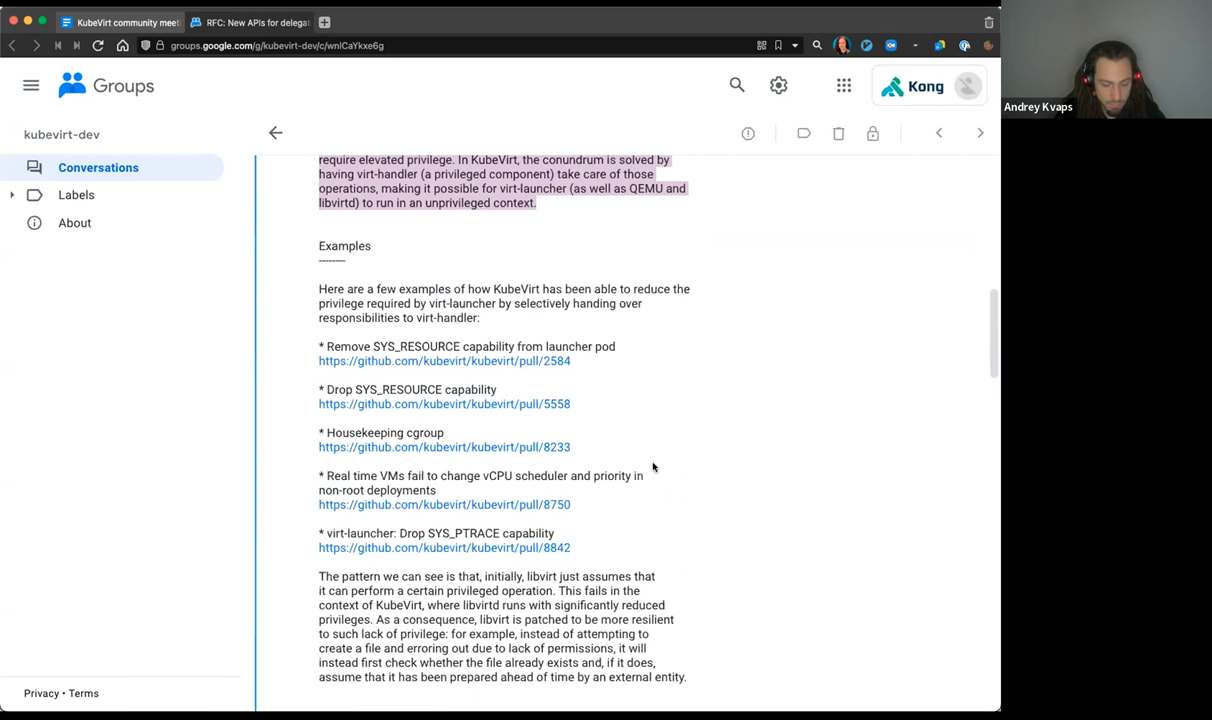 KubeVirt community meet
RFC: New APIs for delegat
groups.google.com/g/kubevirt-dev/c/wnlCaYkxe6g
Groups
Kong
Andrey Kvaps
kubevirt-dev
Conversations
Labels
About
require elevated privilege. In KubeVirt, the conundrum is solved by
having virt-handler (a privileged component) take care of those
operations, making it possible for virt-launcher (as well as QEMU and
libvirtd) to run in an unprivileged context.
Examples
--------
Here are a few examples of how KubeVirt has been able to reduce the
privilege required by virt-launcher by selectively handing over
responsibilities to virt-handler:
* Remove SYS_RESOURCE capability from launcher pod
https://github.com/kubevirt/kubevirt/pull/2584
* Drop SYS_RESOURCE capability
https://github.com/kubevirt/kubevirt/pull/5558
* Housekeeping cgroup
https://github.com/kubevirt/kubevirt/pull/8233
* Real time VMs fail to change vCPU scheduler and priority in
non-root deployments
https://github.com/kubevirt/kubevirt/pull/8750
* virt-launcher: Drop SYS_PTRACE capability
https://github.com/kubevirt/kubevirt/pull/8842
The pattern we can see is that, initially, libvirt just assumes that
it can perform a certain privileged operation. This fails in the
context of KubeVirt, where libvirtd runs with significantly reduced
privileges. As a consequence, libvirt is patched to be more resilient
to such lack of privilege: for example, instead of attempting to
create a file and erroring out due to lack of permissions, it will
instead first check whether the file already exists and, if it does,
assume that it has been prepared ahead of time by an external entity.
Privacy • Terms